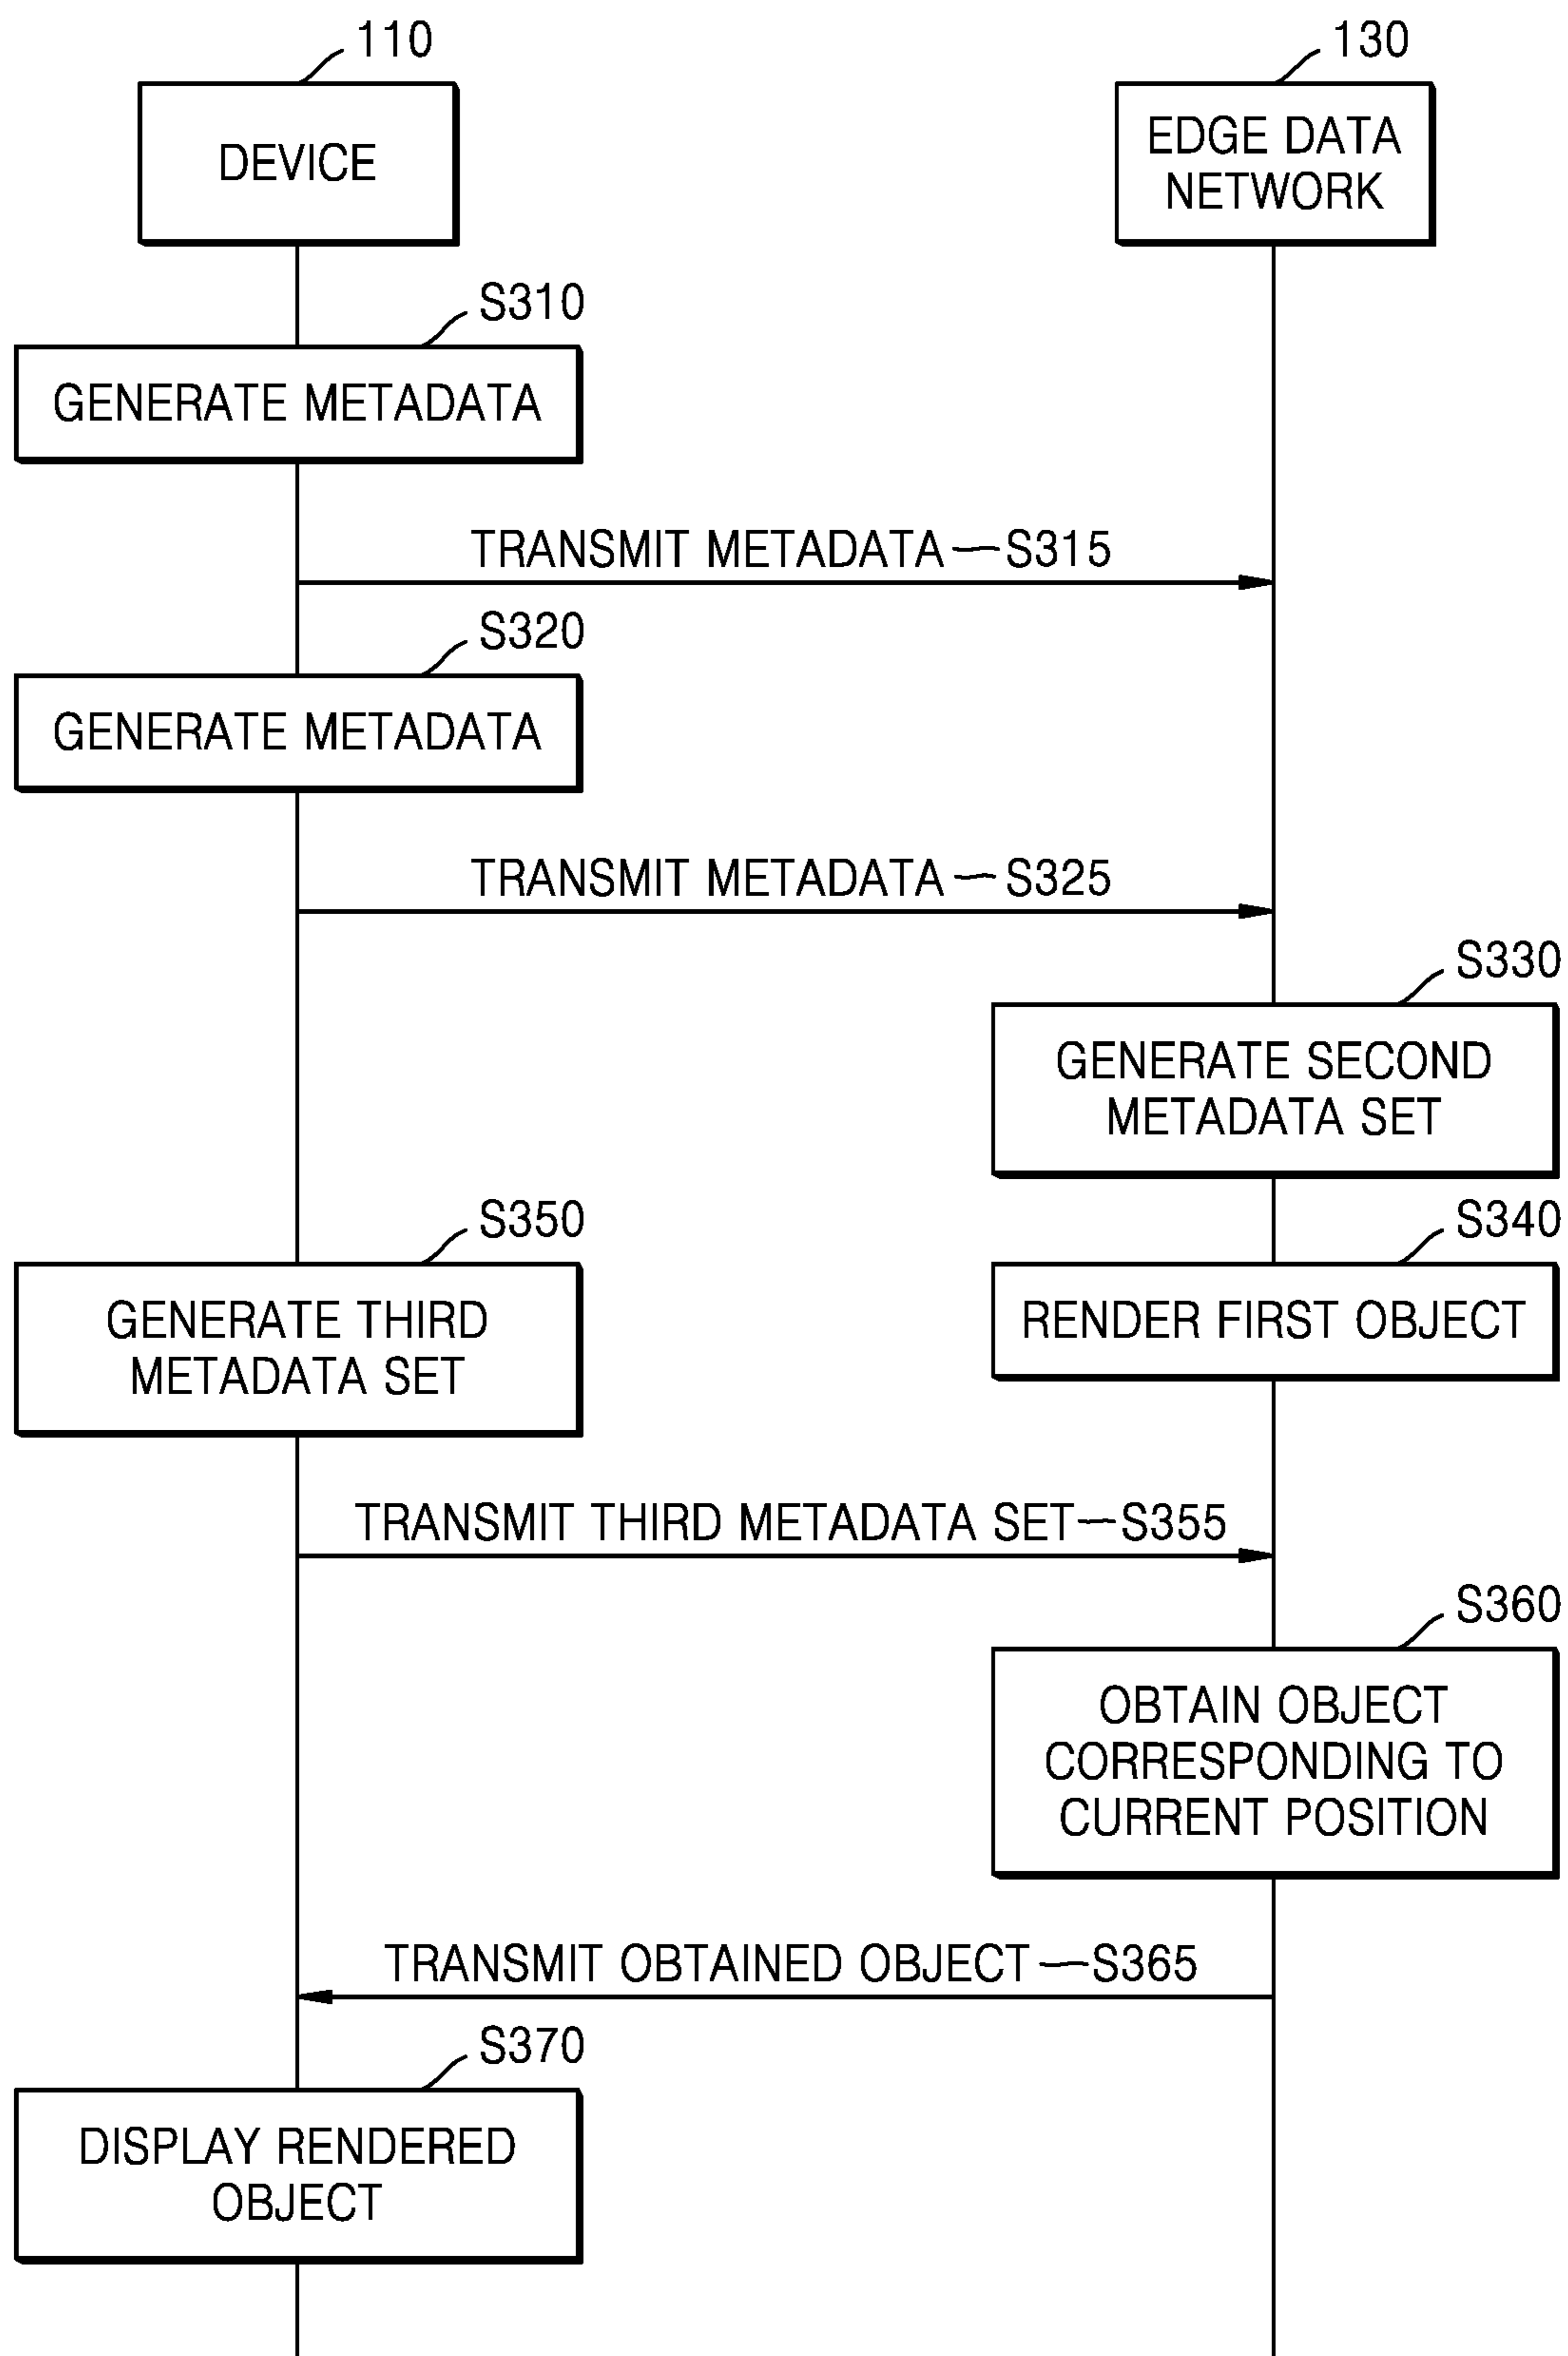 110
130
DEVICE
EDGE DATA
NETWORK
S310
GENERATE METADATA
TRANSMIT METADATA S315
S320
GENERATE METADATA
TRANSMIT METADATA S325
S330
GENERATE SECOND
METADATA SET
S350
S340
GENERATE THIRD
METADATA SET
RENDER FIRST OBJECT
TRANSMIT THIRD METADATA SET S355
S360
OBTAIN OBJECT
CORRESPONDING TO
CURRENT POSITION
TRANSMIT OBTAINED OBJECT S365
S370
DISPLAY RENDERED
OBJECT